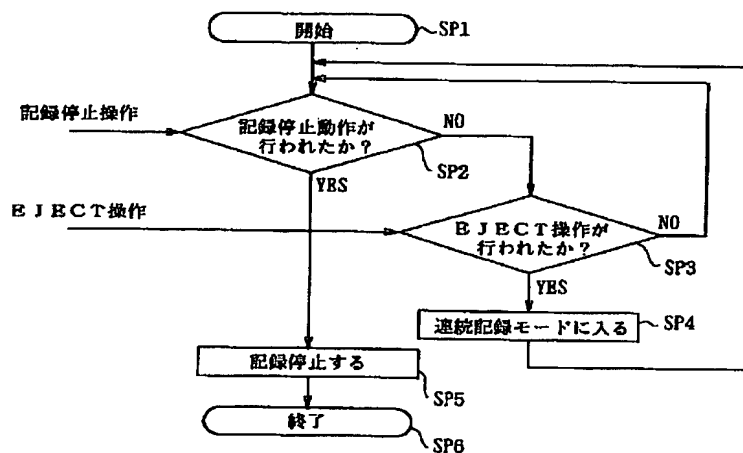 開始
SP1
記録停止操作
記録停止動作が
行われたか?
NO
SP2
YES
EJECT操作
EJECT操作が
行われたか?
NO
SP3
YES
連続記録モードに入る
SP4
記録停止する
SP5
終了
SP6